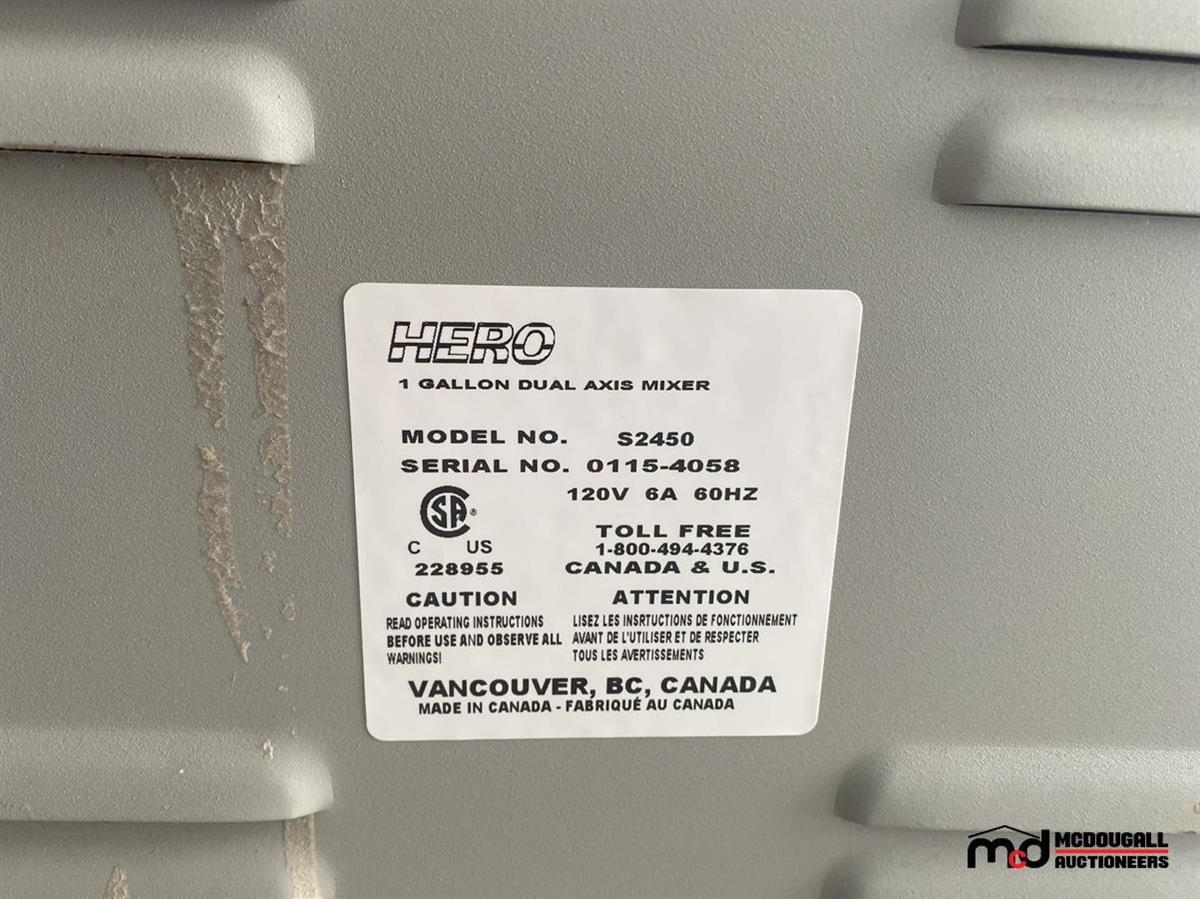 HERO
1 GALLON DUAL AXIS MIXER
MODEL NO. S2450
SERIAL NO. 0115-4058
120V 6A 60HZ
CSA®
C US
228955
TOLL FREE
1-800-494-4376
CANADA & U.S.
CAUTION
READ OPERATING INSTRUCTIONS
BEFORE USE AND OBSERVE ALL
WARNINGS!
ATTENTION
LISEZ LES INSRTUCTIONS DE FONCTIONNEMENT
AVANT DE L'UTILISER ET DE RESPECTER
TOUS LES AVERTISSEMENTS
VANCOUVER, BC, CANADA
MADE IN CANADA - FABRIQUÉ AU CANADA
mcd MCDOUGALL
AUCTIONEERS